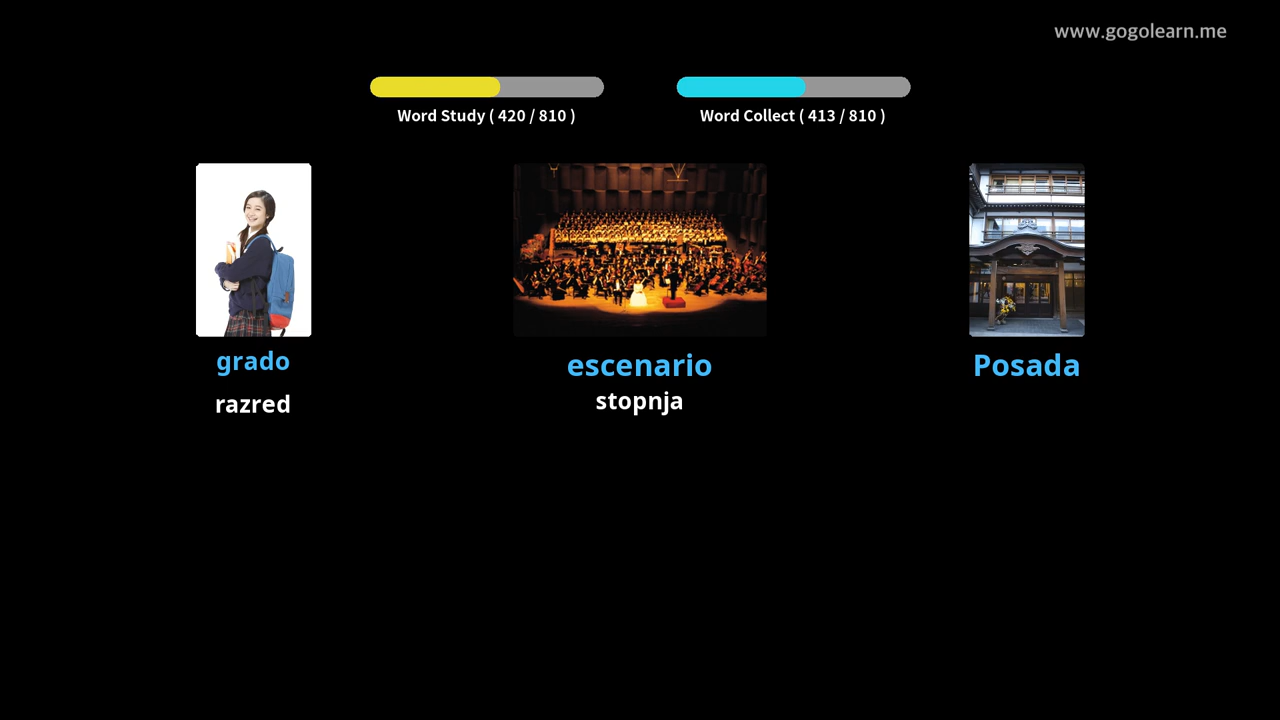 www.gogolearn.me
Word Study ( 420 / 810 )
Word Collect ( 413 / 810 )
grado
escenario
Posada
razred
stopnja